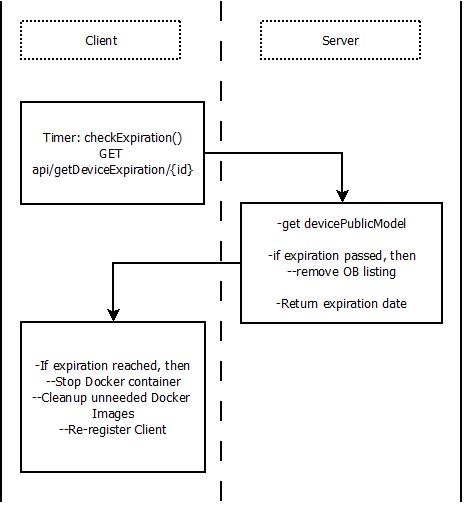 Client
Server
Timer: checkExpiration()
GET
api/getDeviceExpiration/{id}
-get devicePublicModel
-if expiration passed, then
--remove OB listing
-Return expiration date
-If expiration reached, then
--Stop Docker container
--Cleanup unneeded Docker
Images
--Re-register Client